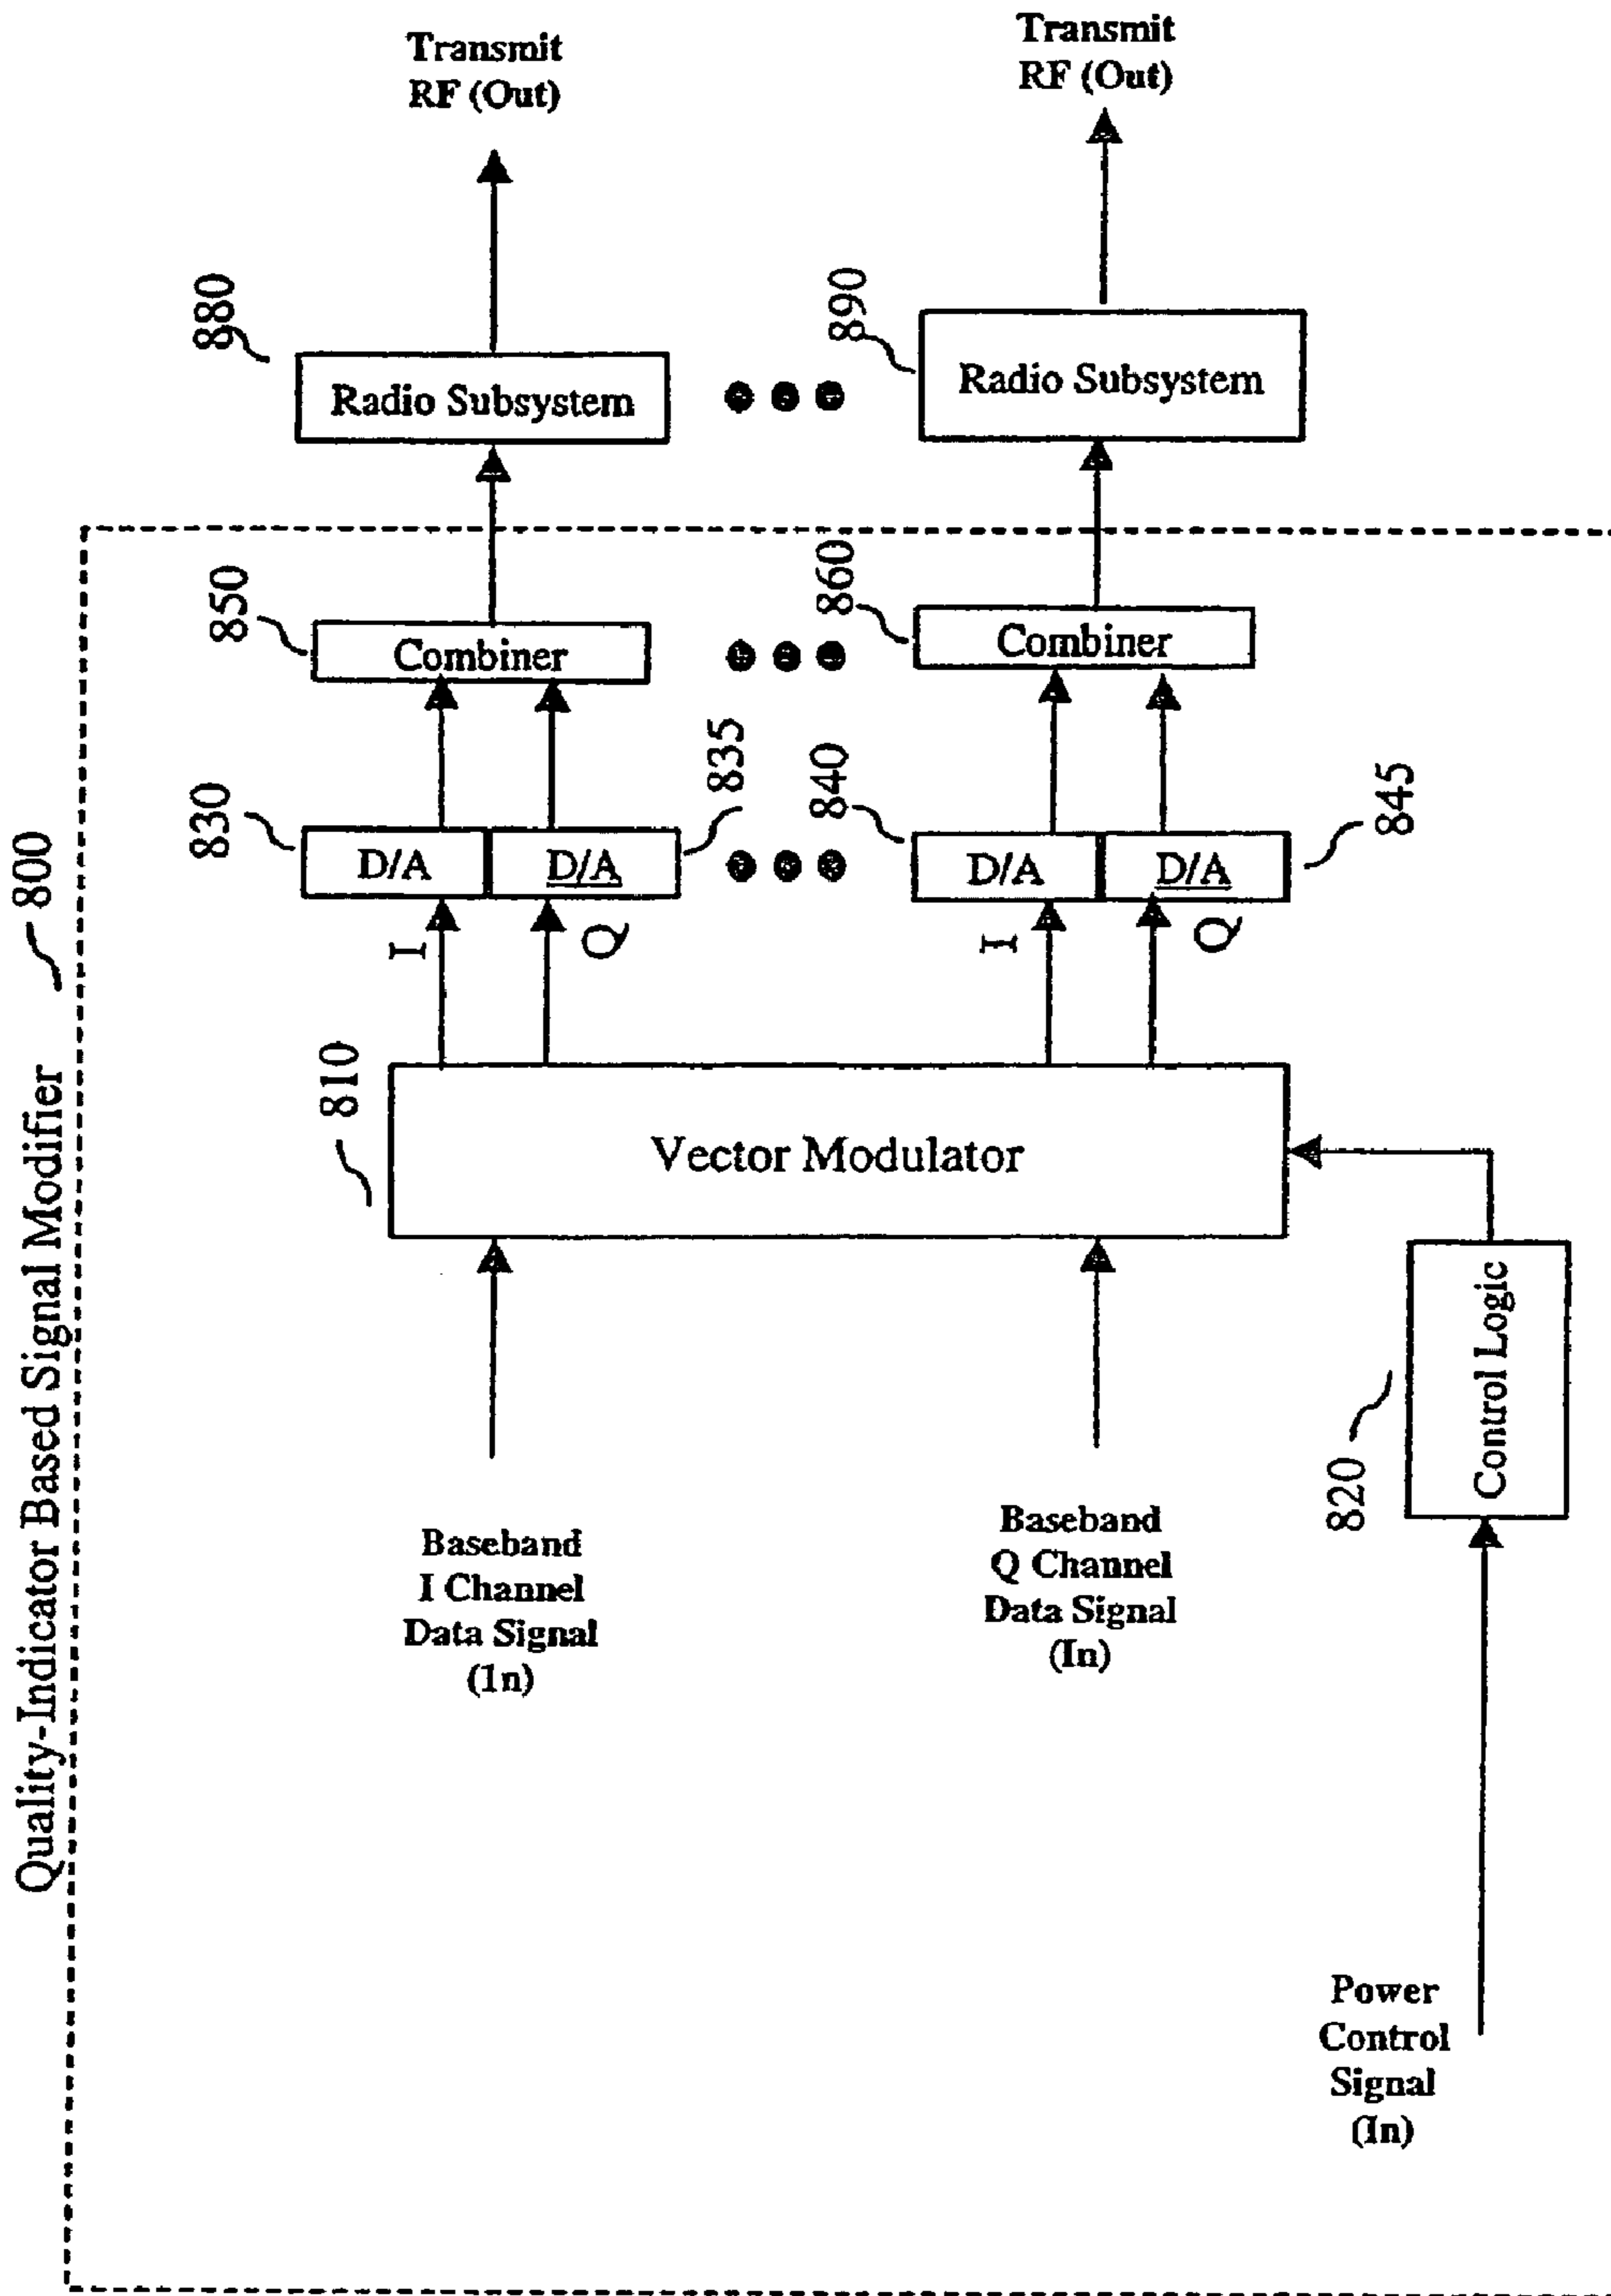 Quality-Indicator Based Signal Modifier
800
Transmit
RF (Out)
Transmit
RF (Out)
880
Radio Subsystem
890
Radio Subsystem
850
Combiner
860
Combiner
830
D/A
D/A
835
840
D/A
D/A
845
I
Q
I
Q
810
Vector Modulator
Baseband
I Channel
Data Signal
(1n)
Baseband
Q Channel
Data Signal
(In)
820
Control Logic
Power
Control
Signal
(In)